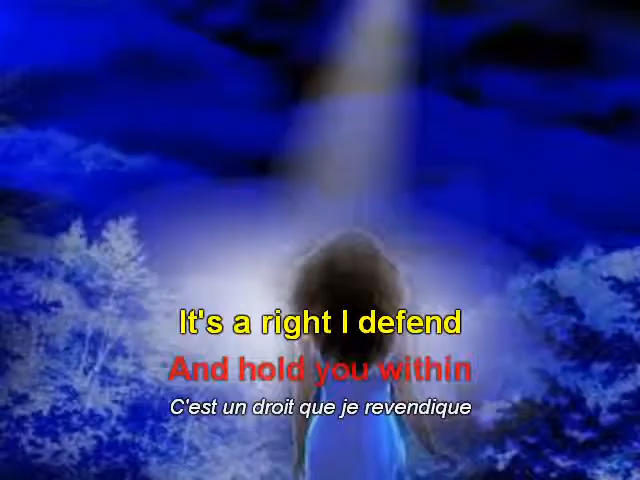 It's a right I defend
And hold you within
C'est un droit que je revendique